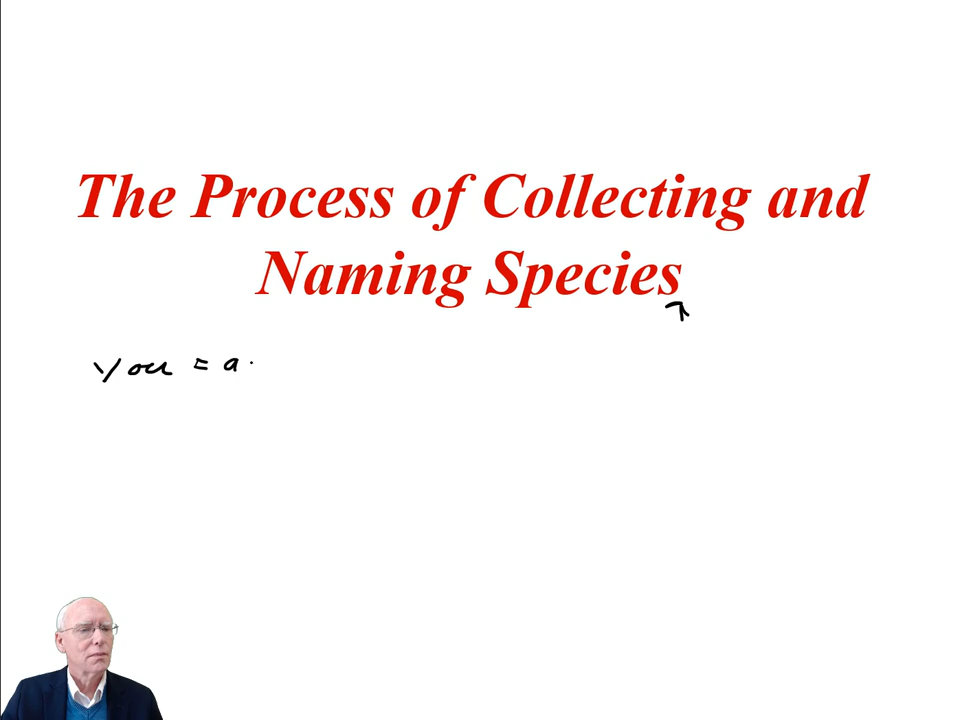 The Process of Collecting and
Naming Species
you = a